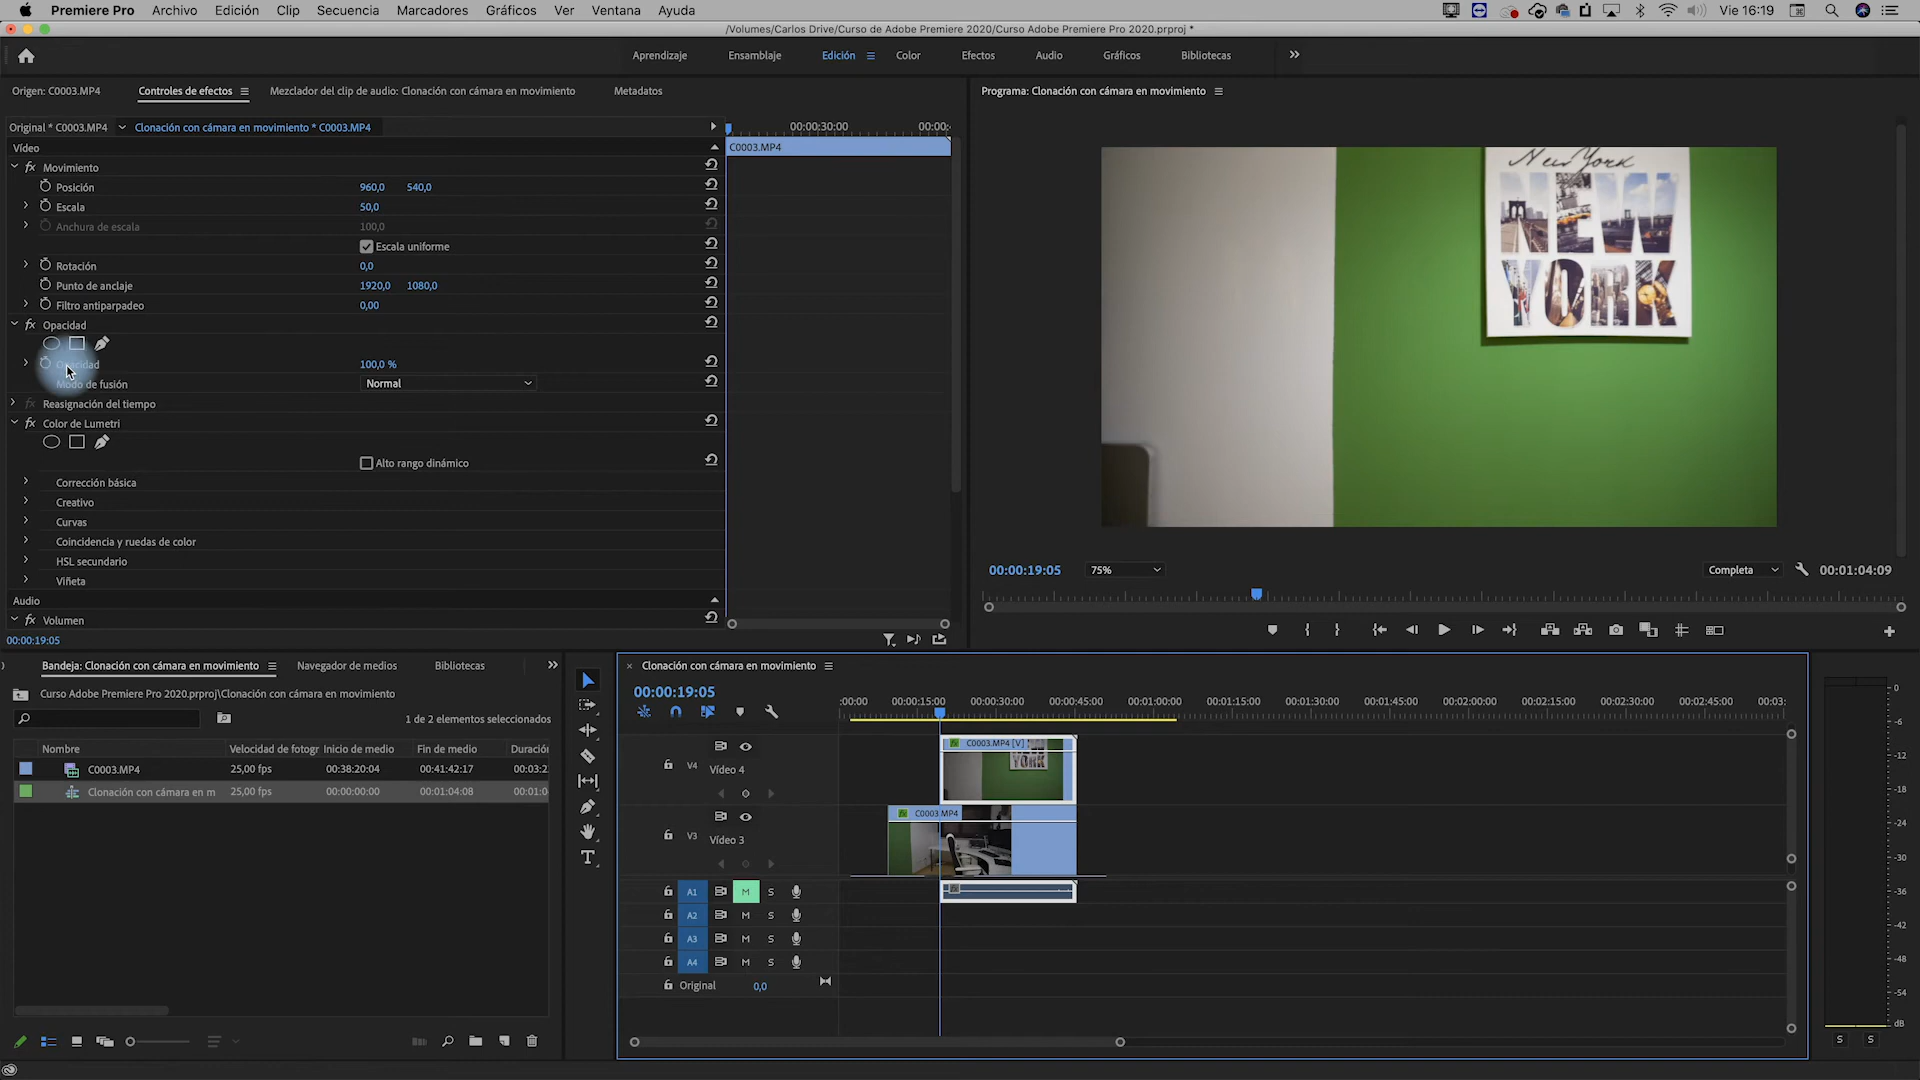 Premiere Pro Archivo Edición Clip Secuencia Marcadores Gráficos Ver Ventana Ayuda Vie 16:19
/Volumes/Carlos Drive/Curso de Adobe Premiere 2020/Curso Adobe Premiere Pro 2020.prproj *
Aprendizaje Ensamblaje Edición Color Efectos Audio Gráficos Bibliotecas
Origen: C0003.MP4 Controles de efectos Mezclador del clip de audio: Clonación con cámara en movimiento Metadatos
Programa: Clonación con cámara en movimiento
Original * C0003.MP4 Clonación con cámara en movimiento * C0003.MP4 00:00:30:00 00:00:
Vídeo C0003.MP4
fx Movimiento
Posición 960,0 540,0
Escala 50,0
Anchura de escala 100,0
Escala uniforme
Rotación 0,0
Punto de anclaje 1920,0 1080,0
Filtro antiparpadeo 0,00
fx Opacidad
Opacidad 100,0 %
Modo de fusión Normal
fx Reasignación del tiempo
fx Color de Lumetri
Alto rango dinámico
Corrección básica
Creativo
Curvas
Coincidencia y ruedas de color
HSL secundario
Viñeta
Audio
fx Volumen
00:00:19:05
New York
NEW
YORK
00:00:19:05 75% Completa 00:01:04:09
Bandeja: Clonación con cámara en movimiento Navegador de medios Bibliotecas
Curso Adobe Premiere Pro 2020.prproj\Clonación con cámara en movimiento
1 de 2 elementos seleccionados
Nombre Velocidad de fotogr Inicio de medio Fin de medio Duración
C0003.MP4 25,00 fps 00:38:20:04 00:41:42:17 00:03:2
Clonación con cámara en m 25,00 fps 00:00:00:00 00:01:04:08 00:01:0
Clonación con cámara en movimiento
00:00:19:05
:00:00 00:00:15:00 00:00:30:00 00:00:45:00 00:01:00:00 00:01:15:00 00:01:30:00 00:01:45:00 00:02:00:00 00:02:15:00 00:02:30:00 00:02:45:00 00:03:
C0003.MP4 [V]
V4 Vídeo 4
YORK
C0003.MP4
V3 Vídeo 3
A1 M S
A2 M S
A3 M S
A4 M S
Original 0,0
0
-6
-12
-18
-24
-30
-36
-42
-48
-54
dB
S S